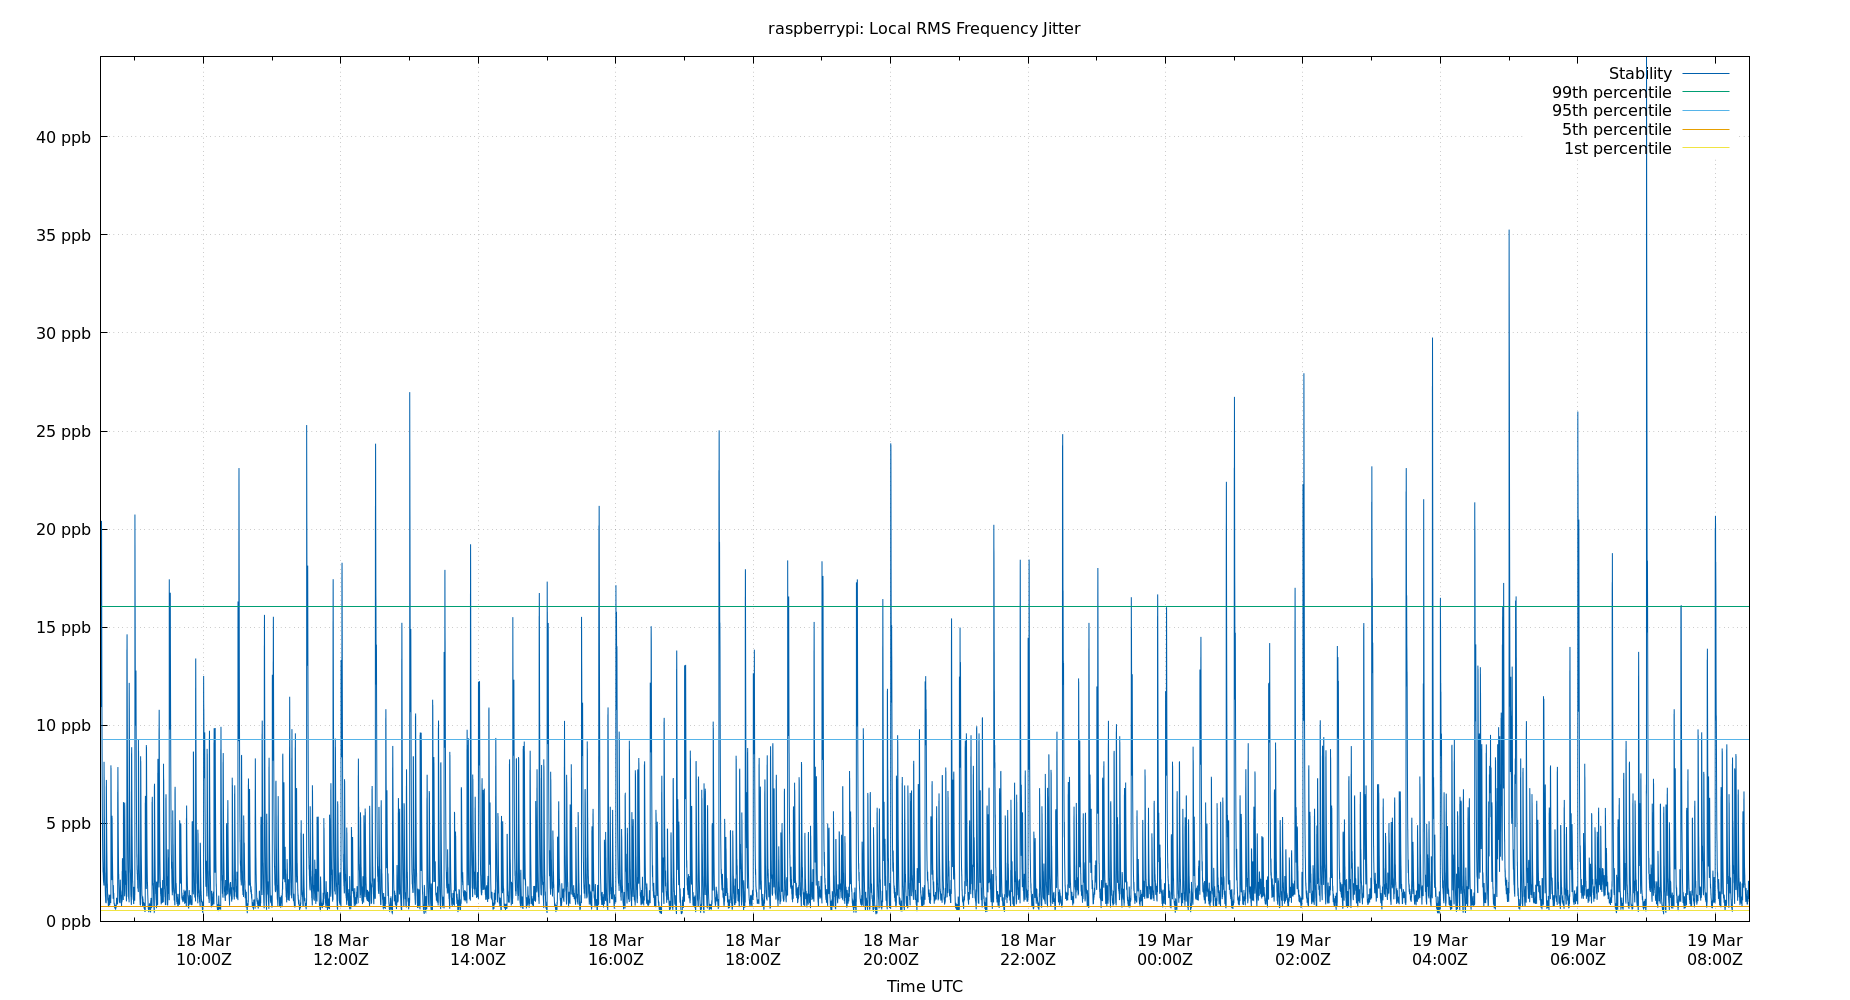 raspberrypi: Local RMS Frequency Jitter
Stability
99th percentile
95th percentile
5th percentile
1st percentile
40 ppb
35 ppb
30 ppb
25 ppb
20 ppb
15 ppb
10 ppb
5 ppb
0 ppb
18 Mar 18 Mar 18 Mar 18 Mar 18 Mar 18 Mar 18 Mar 19 Mar 19 Mar 19 Mar 19 Mar 19 Mar
10:00Z 12:00Z 14:00Z 16:00Z 18:00Z 20:00Z 22:00Z 00:00Z 02:00Z 04:00Z 06:00Z 08:00Z
Time UTC